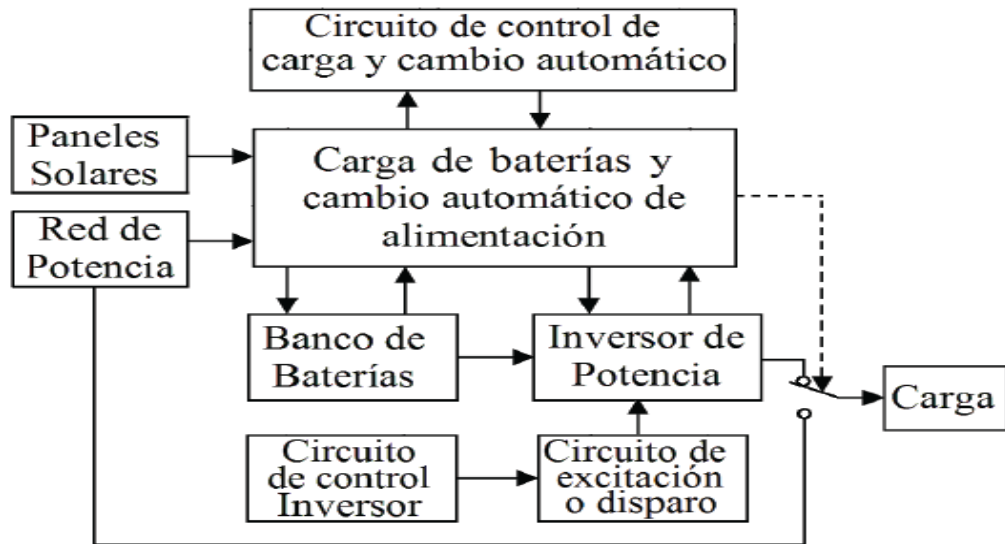 Circuito de control de
carga y cambio automático
Paneles
Solares
Carga de baterías y
cambio automático de
alimentación
Red de
Potencia
Banco de
Baterías
Inversor de
Potencia
Carga
Circuito
de control
Inversor
Circuito de
excitación
o disparo